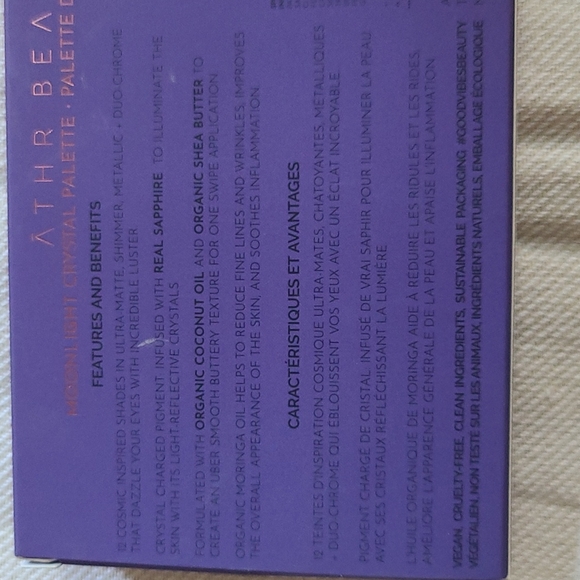 ĀTHR BEA
MOONLIGHT CRYSTAL PALETTE · PALETTE D
FEATURES AND BENEFITS
12 COSMIC INSPIRED SHADES IN ULTRA-MATTE, SHIMMER, METALLIC + DUO-CHROME
THAT DAZZLE YOUR EYES WITH INCREDIBLE LUSTER
CRYSTAL CHARGED PIGMENT INFUSED WITH REAL SAPPHIRE TO ILLUMINATE THE
SKIN WITH ITS LIGHT-REFLECTIVE CRYSTALS
FORMULATED WITH ORGANIC COCONUT OIL AND ORGANIC SHEA BUTTER TO
CREATE AN UBER SMOOTH BUTTERY TEXTURE FOR ONE SWIPE APPLICATION
ORGANIC MORINGA OIL HELPS TO REDUCE FINE LINES AND WRINKLES, IMPROVES
THE OVERALL APPEARANCE OF THE SKIN, AND SOOTHES INFLAMMATION
CARACTÉRISTIQUES ET AVANTAGES
12 TEINTES D'INSPIRATION COSMIQUE ULTRA-MATES, CHATOYANTES, MÉTALLIQUES
+ DUO-CHROME QUI ÉBLOUISSENT VOS YEUX AVEC UN ÉCLAT INCROYABLE
PIGMENT CHARGÉ DE CRISTAL INFUSÉ DE VRAI SAPHIR POUR ILLUMINER LA PEAU
AVEC SES CRISTAUX RÉFLÉCHISSANT LA LUMIÈRE
L'HUILE ORGANIQUE DE MORINGA AIDE À RÉDUIRE LES RIDULES ET LES RIDES,
AMÉLIORE L'APPARENCE GÉNÉRALE DE LA PEAU ET APAISE L'INFLAMMATION
VEGAN, CRUELTY-FREE, CLEAN INGREDIENTS, SUSTAINABLE PACKAGING #GOODVIBESBEAUTY
VÉGÉTALIEN, NON TESTÉ SUR LES ANIMAUX, INGRÉDIENTS NATURELS, EMBALLAGE ÉCOLOGIQUE